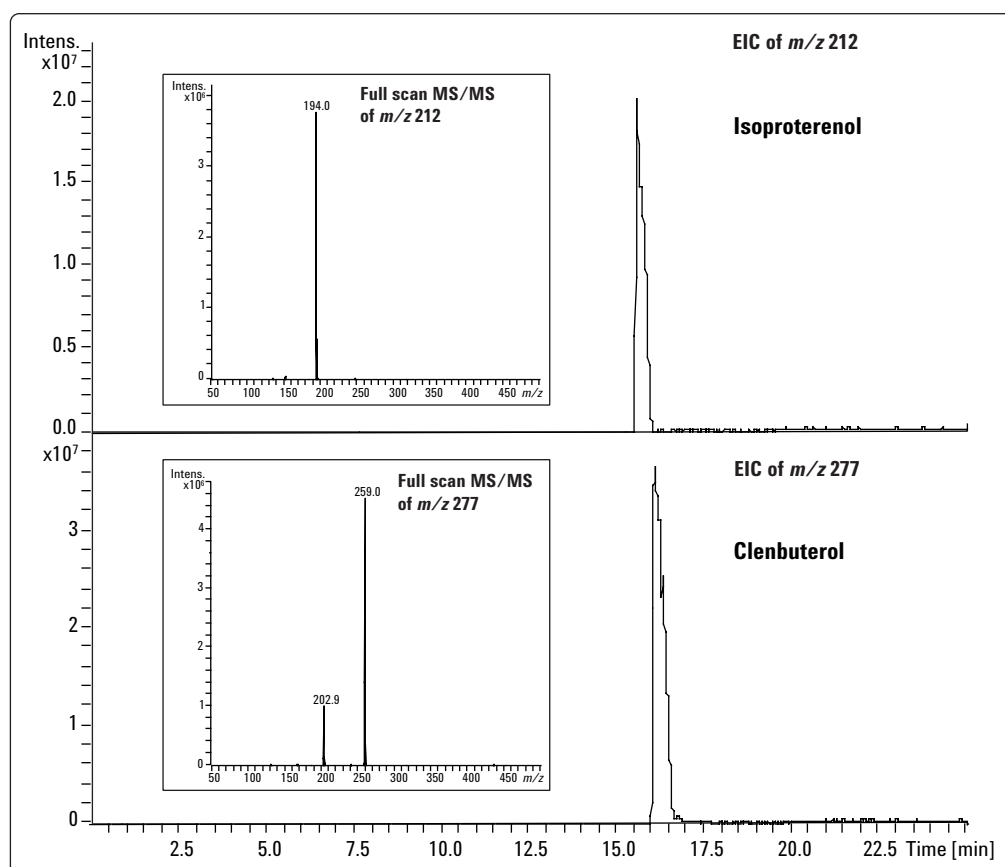 Intens.
x10⁷
EIC of m/z 212
Isoproterenol
2.0
1.5
1.0
0.5
0.0
Intens.
x10⁶
Full scan MS/MS
of m/z 212
194.0
3
2
1
0
50 100 150 200 250 300 350 400 450 m/z
x10⁷
EIC of m/z 277
Clenbuterol
3
2
1
0
Intens.
x10⁶
Full scan MS/MS
of m/z 277
259.0
202.9
4
3
2
1
0
50 100 150 200 250 300 350 400 450 m/z
2.5 5.0 7.5 10.0 12.5 15.0 17.5 20.0 22.5 Time [min]